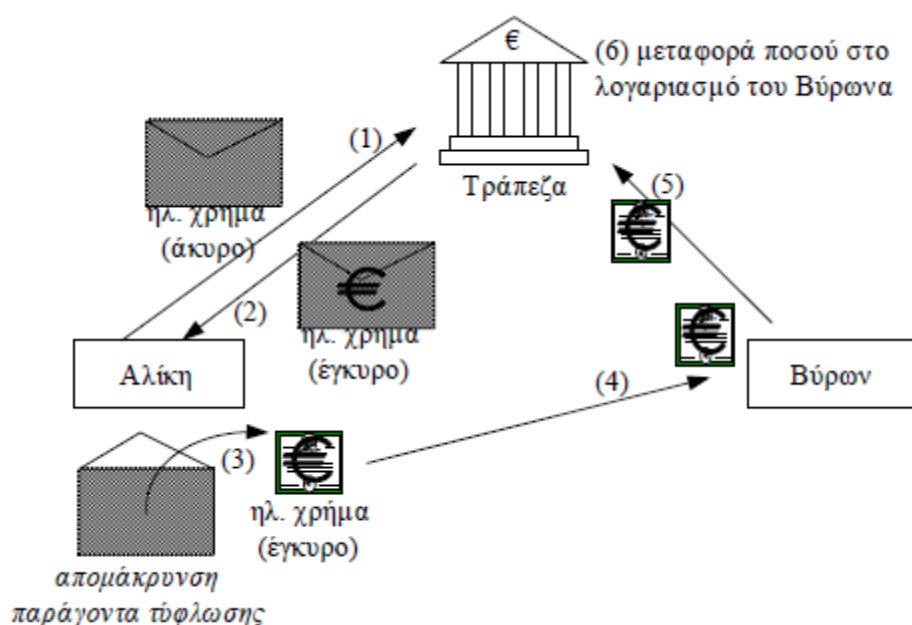 €
(6) μεταφορά ποσού στο
λογαριασμό του Βύρωνα
(1)
Τράπεζα
(5)
ηλ. χρήμα
(άκυρο)
(2)
ηλ. χρήμα
(έγκυρο)
Αλίκη
Βύρων
(4)
(3)
ηλ. χρήμα
(έγκυρο)
απομάκρυνση
παράγοντα τύφλωσης